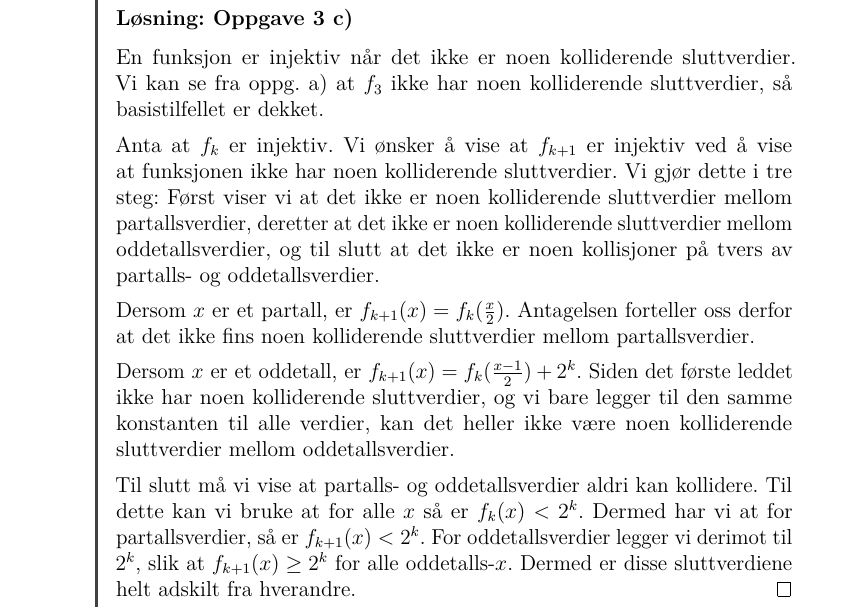 Løsning: Oppgave 3 c)
En funksjon er injektiv når det ikke er noen kolliderende sluttverdier.
Vi kan se fra oppg. a) at f₃ ikke har noen kolliderende sluttverdier, så
basistilfellet er dekket.
Anta at fₖ er injektiv. Vi ønsker å vise at fₖ₊₁ er injektiv ved å vise
at funksjonen ikke har noen kolliderende sluttverdier. Vi gjør dette i tre
steg: Først viser vi at det ikke er noen kolliderende sluttverdier mellom
partallsverdier, deretter at det ikke er noen kolliderende sluttverdier mellom
oddetallsverdier, og til slutt at det ikke er noen kollisjoner på tvers av
partalls- og oddetallsverdier.
Dersom x er et partall, er fₖ₊₁(x) = fₖ(x/2). Antagelsen forteller oss derfor
at det ikke fins noen kolliderende sluttverdier mellom partallsverdier.
Dersom x er et oddetall, er fₖ₊₁(x) = fₖ((x−1)/2) + 2ᵏ. Siden det første leddet
ikke har noen kolliderende sluttverdier, og vi bare legger til den samme
konstanten til alle verdier, kan det heller ikke være noen kolliderende
sluttverdier mellom oddetallsverdier.
Til slutt må vi vise at partalls- og oddetallsverdier aldri kan kollidere. Til
dette kan vi bruke at for alle x så er fₖ(x) < 2ᵏ. Dermed har vi at for
partallsverdier, så er fₖ₊₁(x) < 2ᵏ. For oddetallsverdier legger vi derimot til
2ᵏ, slik at fₖ₊₁(x) ≥ 2ᵏ for alle oddetalls-x. Dermed er disse sluttverdiene
helt adskilt fra hverandre. □